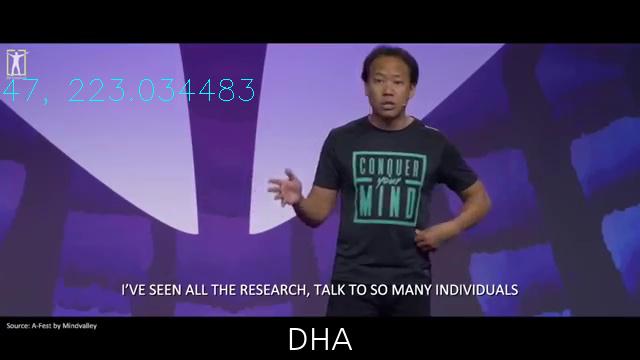 47, 223.034483
CONQUER
your
MIND
I'VE SEEN ALL THE RESEARCH, TALK TO SO MANY INDIVIDUALS
Source: A-Fest by Mindvalley
DHA